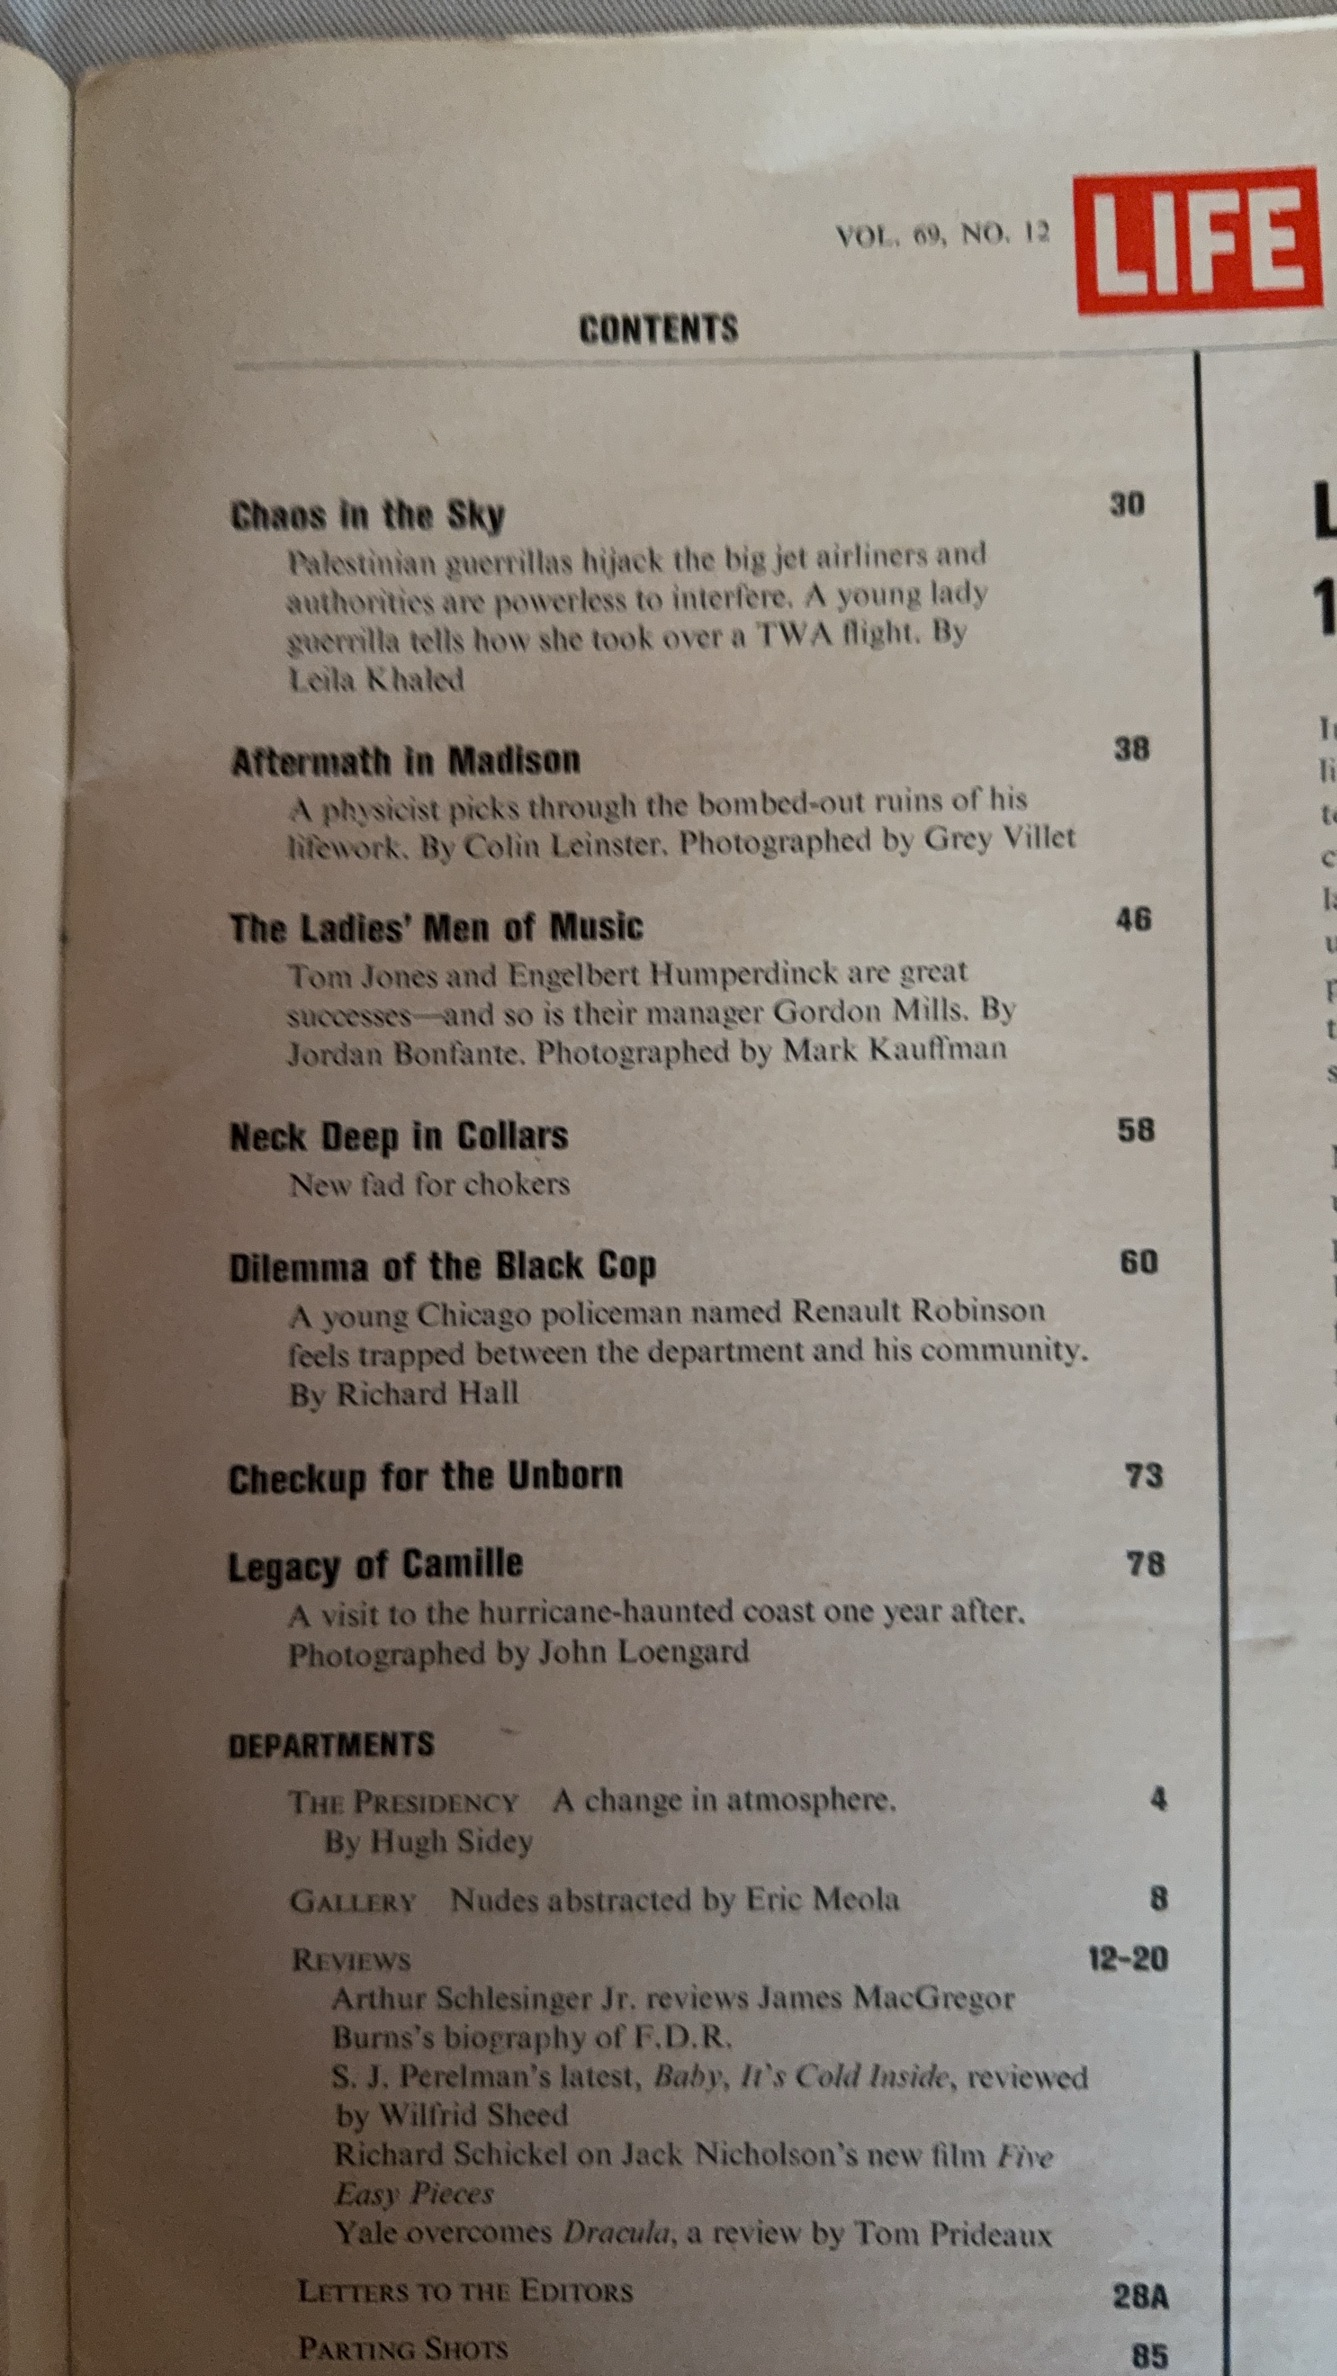 VOL. 69, NO. 12
LIFE
CONTENTS
Chaos in the Sky 30
Palestinian guerrillas hijack the big jet airliners and
authorities are powerless to interfere. A young lady
guerrilla tells how she took over a TWA flight. By
Leila Khaled
Aftermath in Madison 38
A physicist picks through the bombed-out ruins of his
lifework. By Colin Leinster. Photographed by Grey Villet
The Ladies' Men of Music 46
Tom Jones and Engelbert Humperdinck are great
successes—and so is their manager Gordon Mills. By
Jordan Bonfante. Photographed by Mark Kauffman
Neck Deep in Collars 58
New fad for chokers
Dilemma of the Black Cop 60
A young Chicago policeman named Renault Robinson
feels trapped between the department and his community.
By Richard Hall
Checkup for the Unborn 73
Legacy of Camille 78
A visit to the hurricane-haunted coast one year after.
Photographed by John Loengard
DEPARTMENTS
THE PRESIDENCY A change in atmosphere. 4
By Hugh Sidey
GALLERY Nudes abstracted by Eric Meola 8
REVIEWS 12–20
Arthur Schlesinger Jr. reviews James MacGregor
Burns's biography of F.D.R.
S. J. Perelman's latest, Baby, It's Cold Inside, reviewed
by Wilfrid Sheed
Richard Schickel on Jack Nicholson's new film Five
Easy Pieces
Yale overcomes Dracula, a review by Tom Prideaux
LETTERS TO THE EDITORS 28A
PARTING SHOTS 85